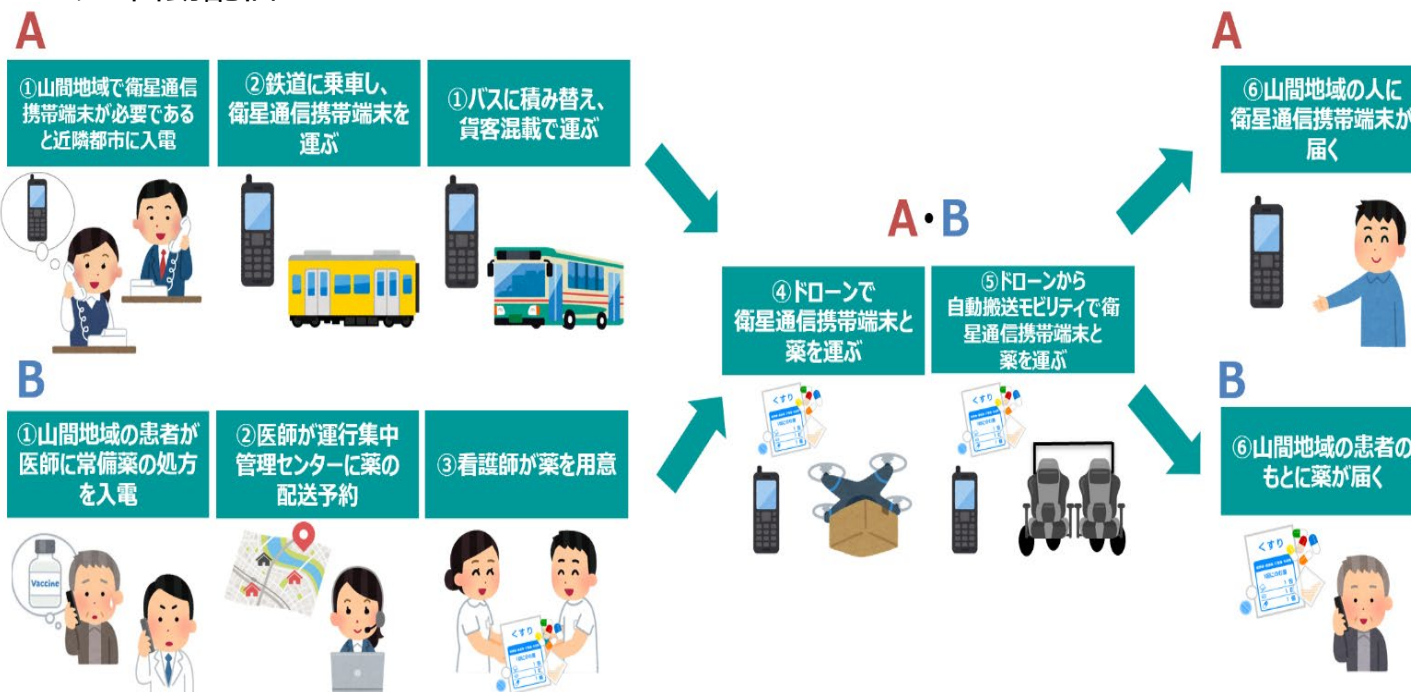 A
①山間地域で衛星通信
携帯端末が必要である
と近隣都市に入電
②鉄道に乗車し、
衛星通信携帯端末を
運ぶ
①バスに積み替え、
貨客混載で運ぶ
B
①山間地域の患者が
医師に常備薬の処方
を入電
Vaccine
②医師が運行集中
管理センターに薬の
配送予約
③看護師が薬を用意
くすり
A・B
④ドローンで
衛星通信携帯端末と
薬を運ぶ
くすり
⑤ドローンから
自動搬送モビリティで衛
星通信携帯端末と
薬を運ぶ
くすり
A
⑥山間地域の人に
衛星通信携帯端末が
届く
B
⑥山間地域の患者の
もとに薬が届く
くすり